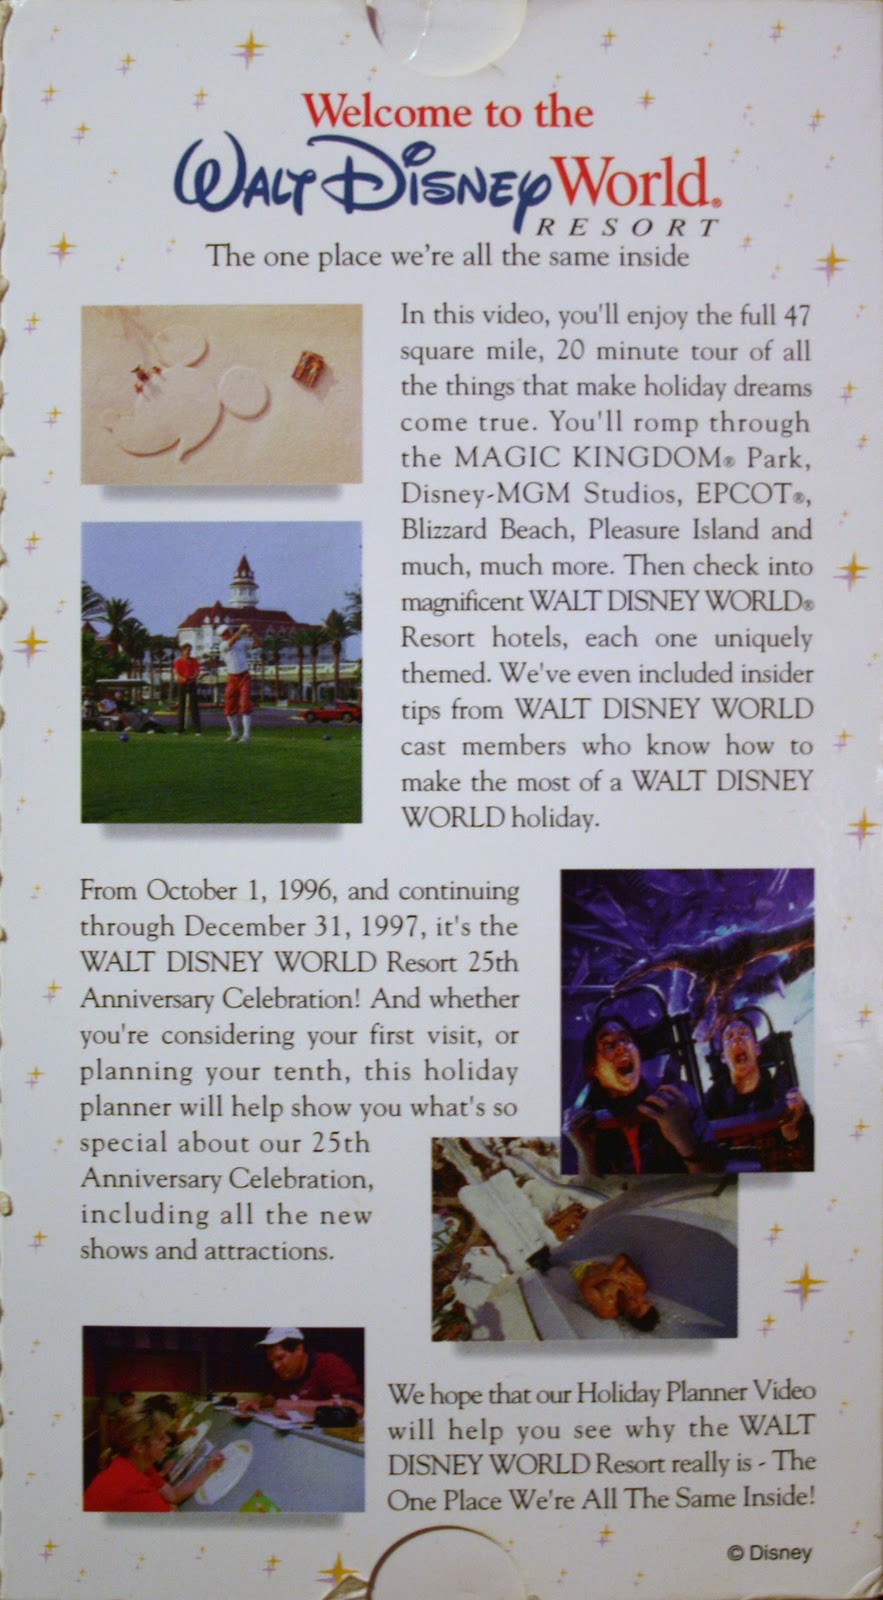 Welcome to the
WALT DISNEY World®
RESORT
The one place we're all the same inside
In this video, you'll enjoy the full 47
square mile, 20 minute tour of all
the things that make holiday dreams
come true. You'll romp through
the MAGIC KINGDOM® Park,
Disney-MGM Studios, EPCOT®,
Blizzard Beach, Pleasure Island and
much, much more. Then check into
magnificent WALT DISNEY WORLD®
Resort hotels, each one uniquely
themed. We've even included insider
tips from WALT DISNEY WORLD
cast members who know how to
make the most of a WALT DISNEY
WORLD holiday.
From October 1, 1996, and continuing
through December 31, 1997, it's the
WALT DISNEY WORLD Resort 25th
Anniversary Celebration! And whether
you're considering your first visit, or
planning your tenth, this holiday
planner will help show you what's so
special about our 25th
Anniversary Celebration,
including all the new
shows and attractions.
We hope that our Holiday Planner Video
will help you see why the WALT
DISNEY WORLD Resort really is - The
One Place We're All The Same Inside!
© Disney